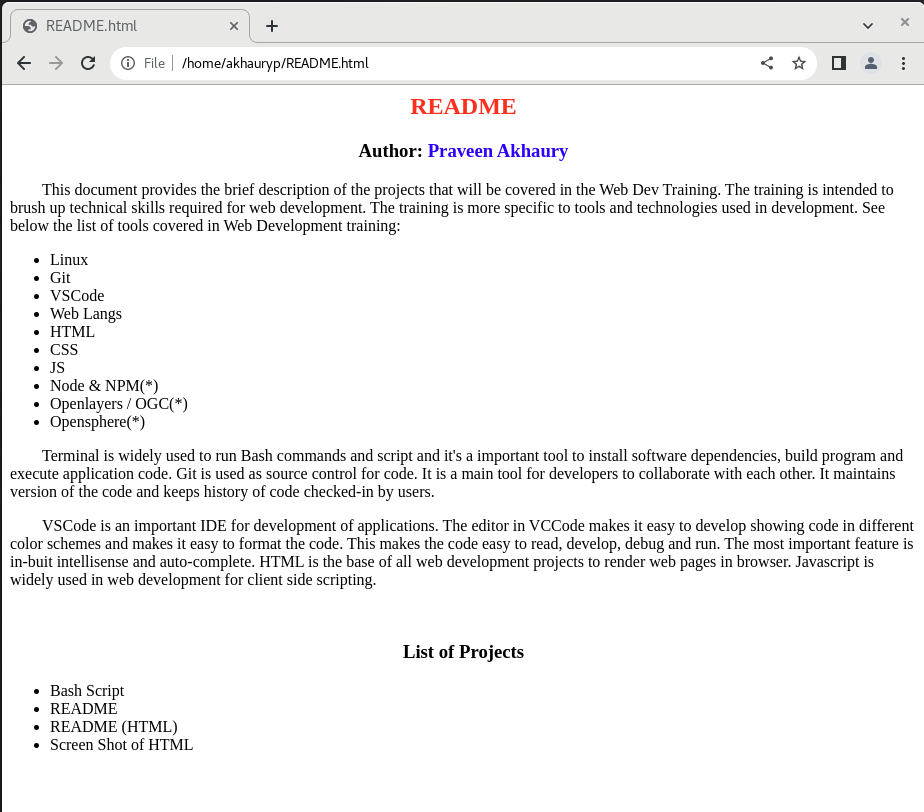 README.html
File /home/akhauryp/README.html
README
Author: Praveen Akhaury
This document provides the brief description of the projects that will be covered in the Web Dev Training. The training is intended to
brush up technical skills required for web development. The training is more specific to tools and technologies used in development. See
below the list of tools covered in Web Development training:
Linux
Git
VSCode
Web Langs
HTML
CSS
JS
Node & NPM(*)
Openlayers / OGC(*)
Opensphere(*)
Terminal is widely used to run Bash commands and script and it's a important tool to install software dependencies, build program and
execute application code. Git is used as source control for code. It is a main tool for developers to collaborate with each other. It maintains
version of the code and keeps history of code checked-in by users.
VSCode is an important IDE for development of applications. The editor in VCCode makes it easy to develop showing code in different
color schemes and makes it easy to format the code. This makes the code easy to read, develop, debug and run. The most important feature is
in-buit intellisense and auto-complete. HTML is the base of all web development projects to render web pages in browser. Javascript is
widely used in web development for client side scripting.
List of Projects
Bash Script
README
README (HTML)
Screen Shot of HTML